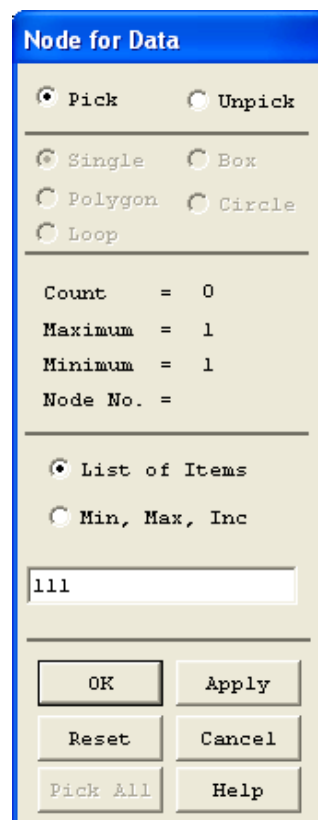 Node for Data
Pick Unpick
Single Box
Polygon Circle
Loop
Count = 0
Maximum = 1
Minimum = 1
Node No. =
List of Items
Min, Max, Inc
111
OK Apply
Reset Cancel
Pick All Help